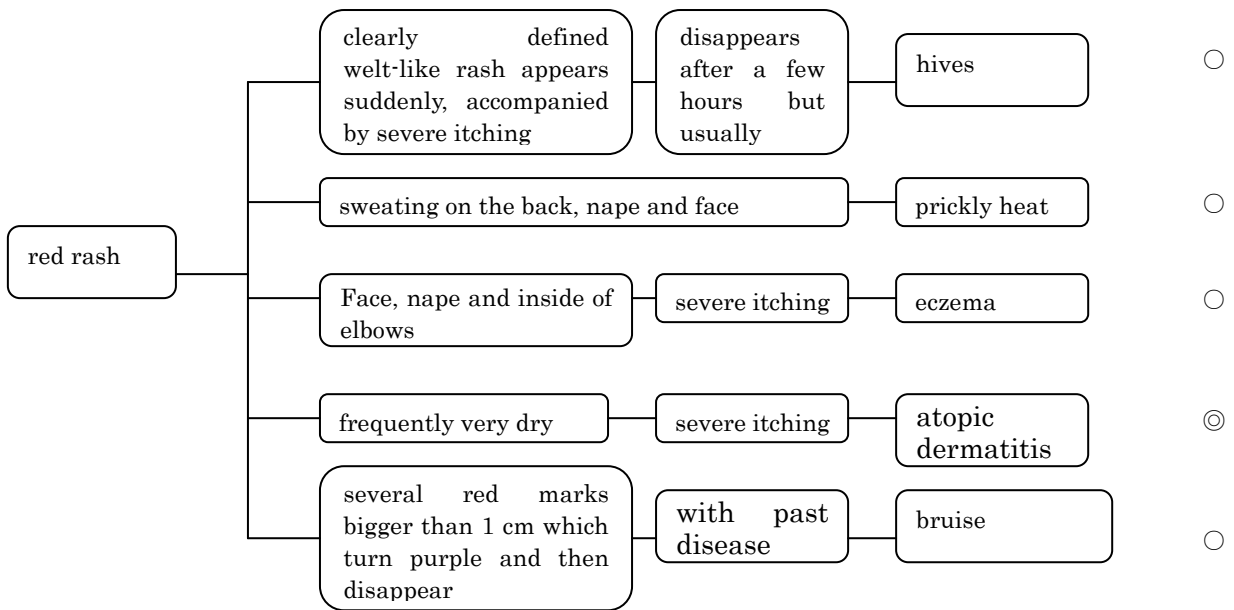 clearly defined
welt-like rash appears
suddenly, accompanied
by severe itching
disappears
after a few
hours but
usually
hives
○
sweating on the back, nape and face
prickly heat
○
red rash
Face, nape and inside of
elbows
severe itching
eczema
○
frequently very dry
severe itching
atopic
dermatitis
◎
several red marks
bigger than 1 cm which
turn purple and then
disappear
with past
disease
bruise
○